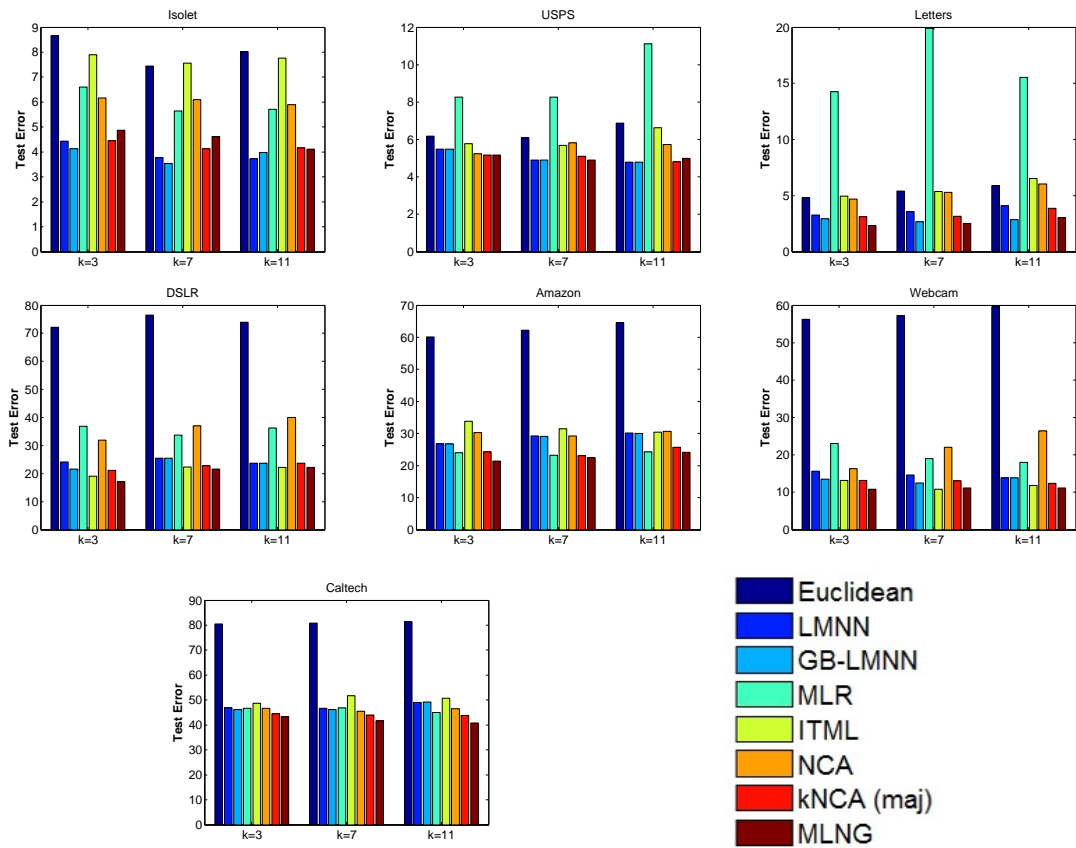 Isolet
Test Error
9
8
7
6
5
4
3
2
1
0
k=3 k=7 k=11
USPS
Test Error
12
10
8
6
4
2
0
k=3 k=7 k=11
Letters
Test Error
20
15
10
5
0
k=3 k=7 k=11
DSLR
Test Error
80
70
60
50
40
30
20
10
0
k=3 k=7 k=11
Amazon
Test Error
70
60
50
40
30
20
10
0
k=3 k=7 k=11
Webcam
Test Error
60
50
40
30
20
10
0
k=3 k=7 k=11
Caltech
Test Error
90
80
70
60
50
40
30
20
10
0
k=3 k=7 k=11
Euclidean
LMNN
GB-LMNN
MLR
ITML
NCA
kNCA (maj)
MLNG